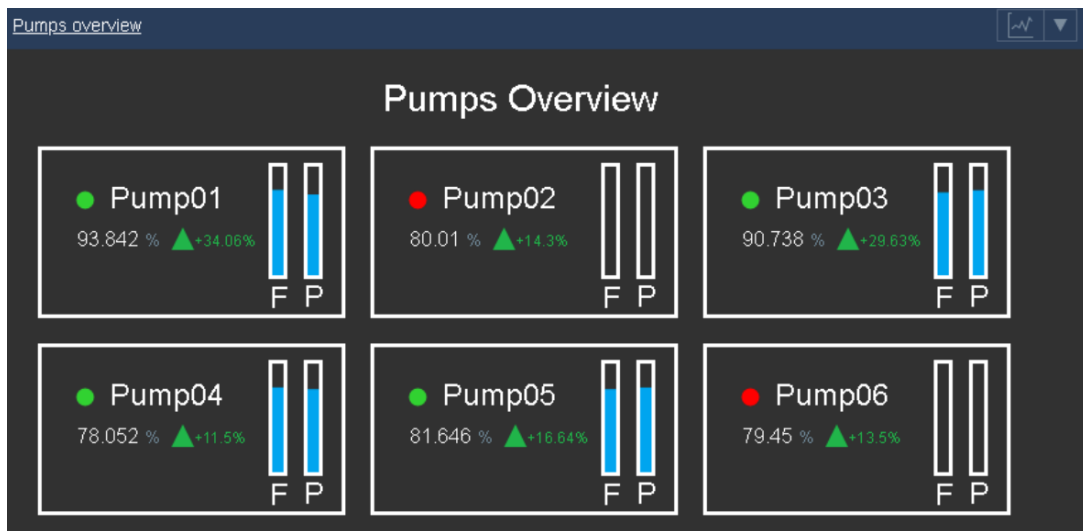 Pumps overview
Pumps Overview
Pump01
93.842 % +34.06%
F P
Pump02
80.01 % +14.3%
F P
Pump03
90.738 % +29.63%
F P
Pump04
78.052 % +11.5%
F P
Pump05
81.646 % +16.64%
F P
Pump06
79.45 % +13.5%
F P